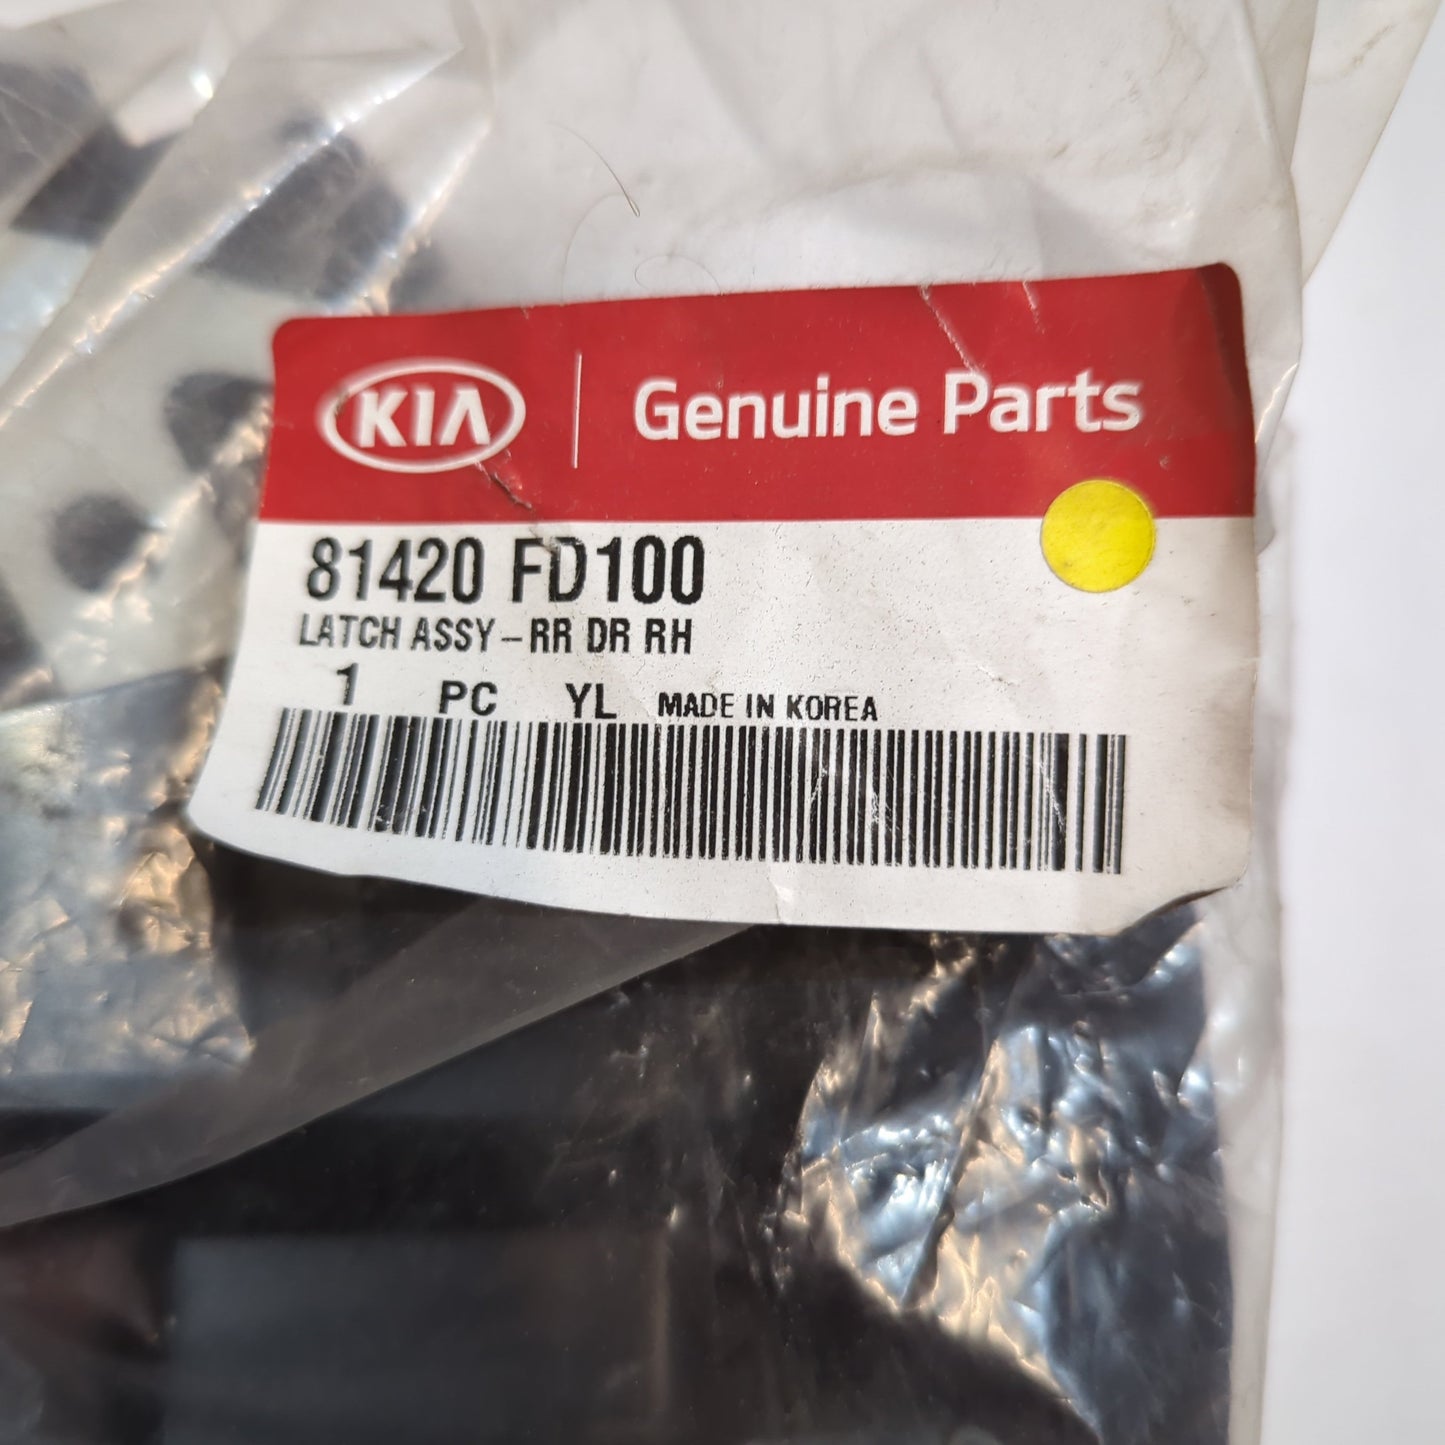 KIA Genuine Parts
81420 FD100
LATCH ASSY-RR DR RH
1 PC YL MADE IN KOREA